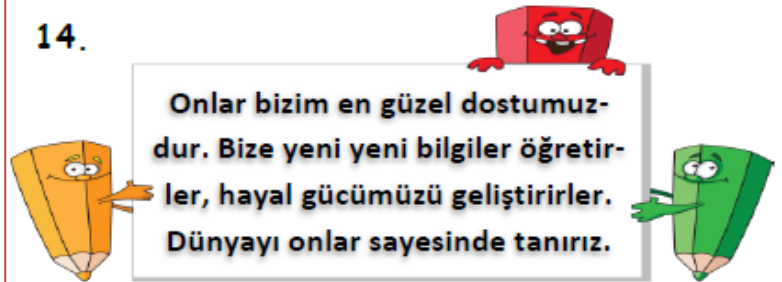 14.
Onlar bizim en güzel dostumuz-
dur. Bize yeni yeni bilgiler öğretir-
ler, hayal gücümüzü geliştirirler.
Dünyayı onlar sayesinde tanırız.